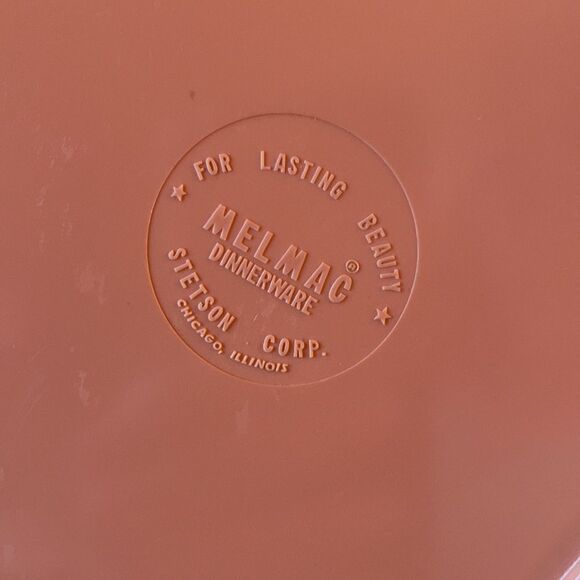 FOR LASTING BEAUTY
MELMAC®
DINNERWARE
STETSON CORP.
CHICAGO, ILLINOIS